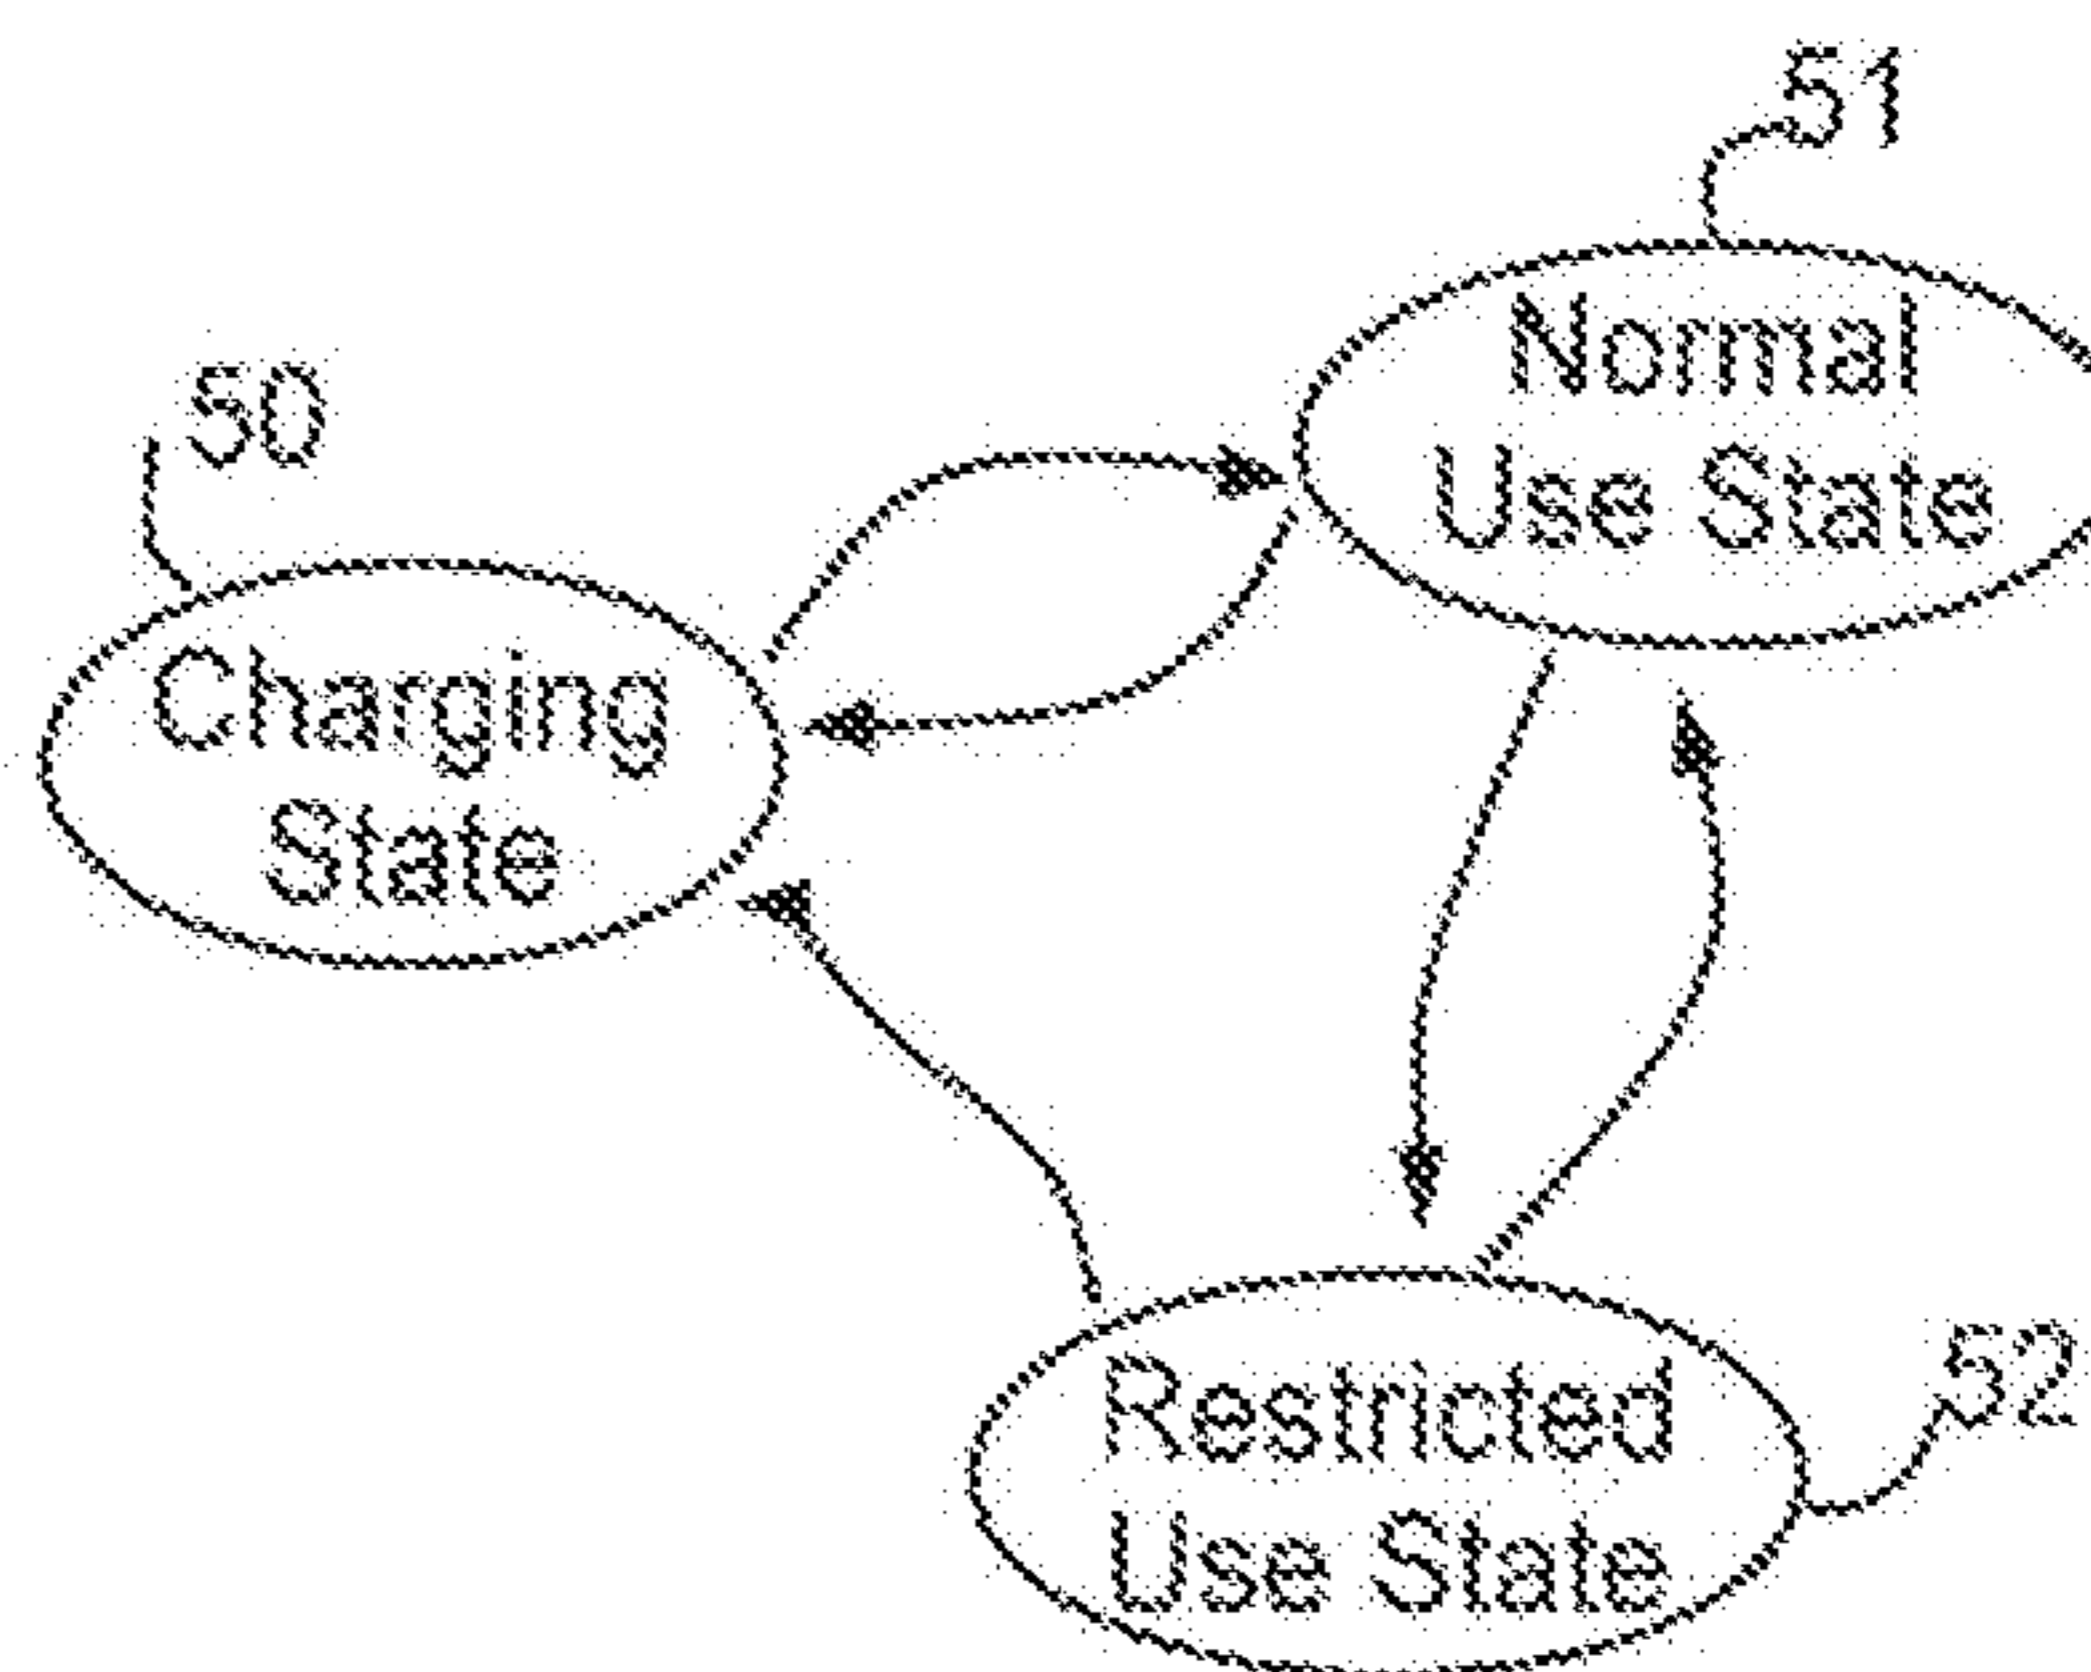 51
Normal
Use State
50
Charging
State
Restricted
Use State
52